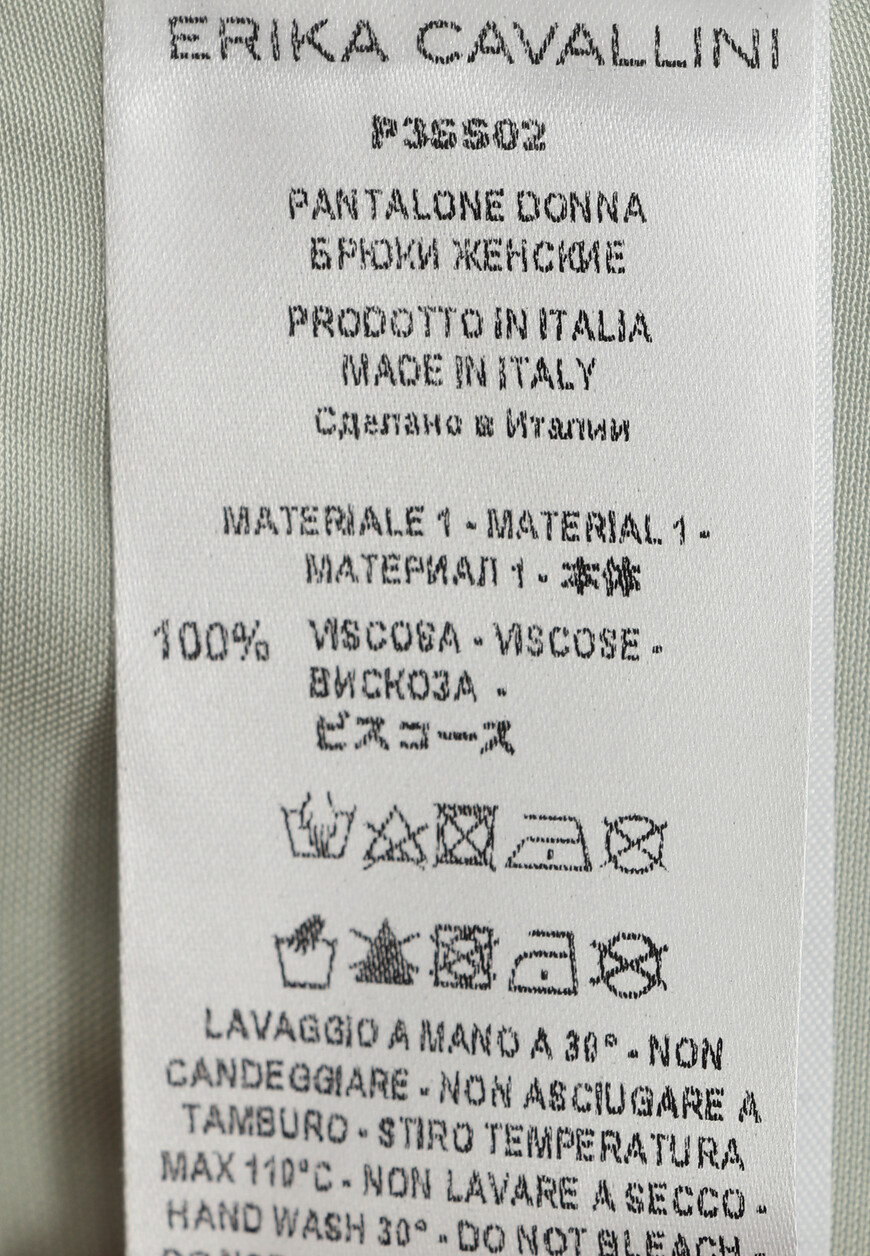 ERIKA CAVALLINI
P3SS02
PANTALONE DONNA
БРЮКИ ЖЕНСКИЕ
PRODOTTO IN ITALIA
MADE IN ITALY
Сделано в Италии
MATERIALE 1 - MATERIAL 1 -
МАТЕРИАЛ 1 - 本体
100% VISCOSA - VISCOSE -
ВИСКОЗА -
ビスコース
LAVAGGIO A MANO A 30° - NON
CANDEGGIARE - NON ASCIUGARE A
TAMBURO - STIRO TEMPERATURA
MAX 110°C - NON LAVARE A SECCO -
HAND WASH 30° - DO NOT BLEACH -
DO NOT